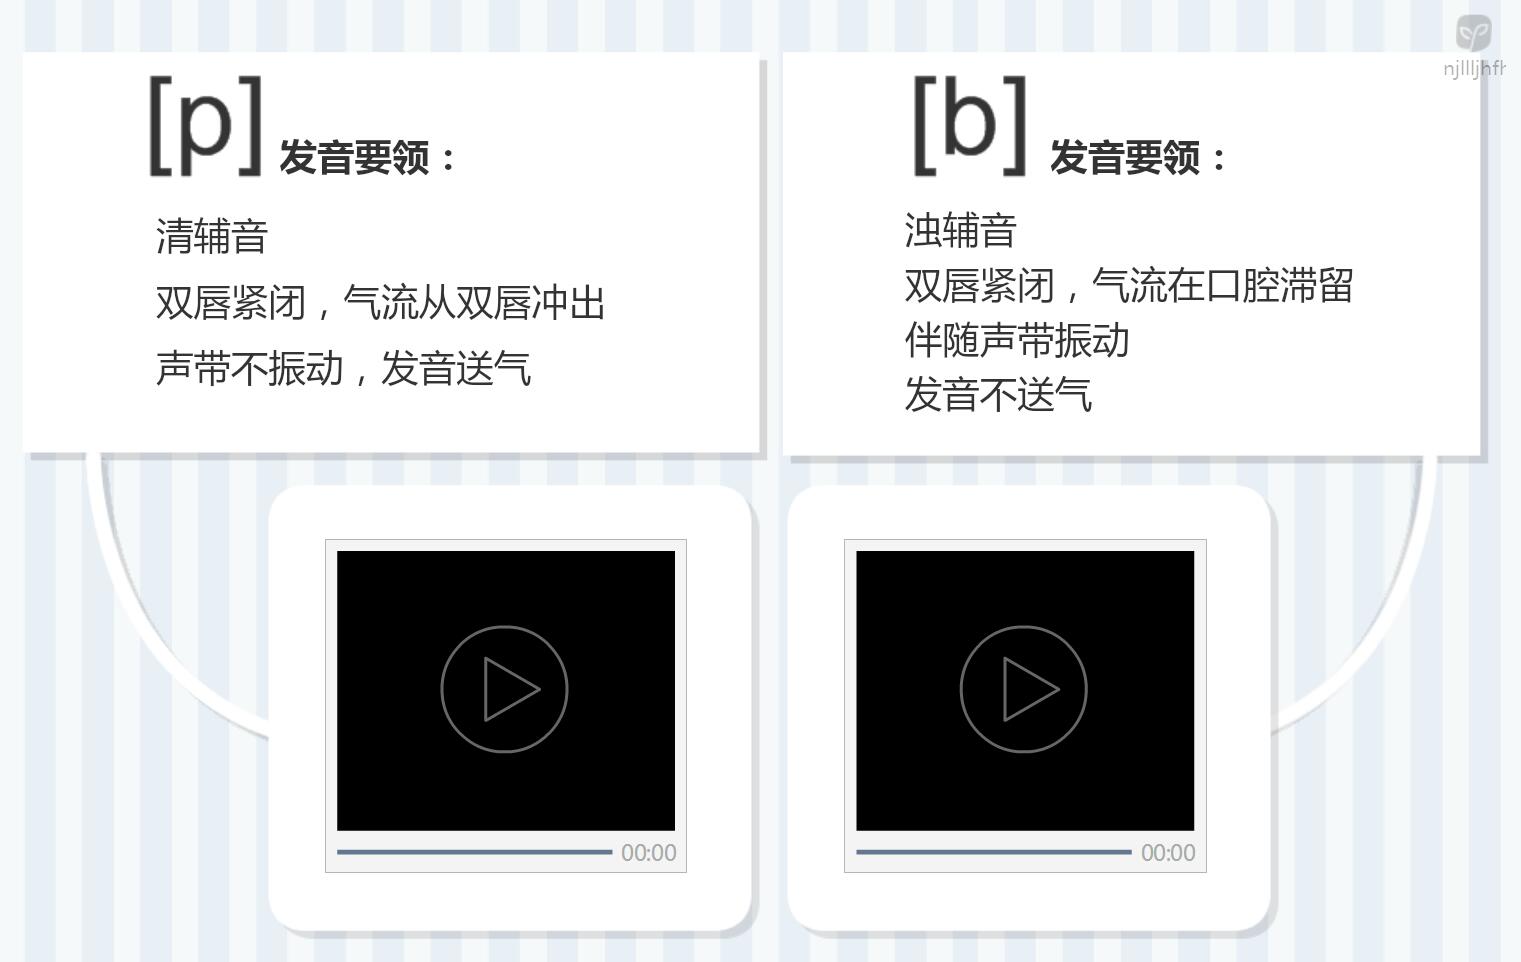 [p] 发音要领：
清辅音
双唇紧闭，气流从双唇冲出
声带不振动，发音送气
[b] 发音要领：
浊辅音
双唇紧闭，气流在口腔滞留
伴随声带振动
发音不送气
00:00
00:00